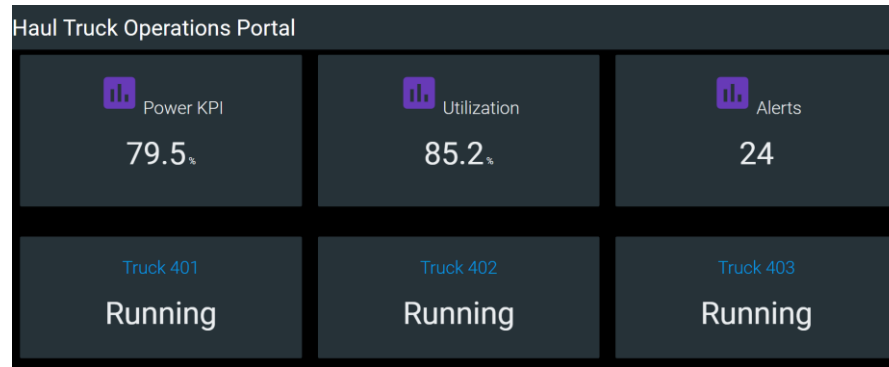 Haul Truck Operations Portal
Power KPI
79.5%
Utilization
85.2%
Alerts
24
Truck 401
Running
Truck 402
Running
Truck 403
Running